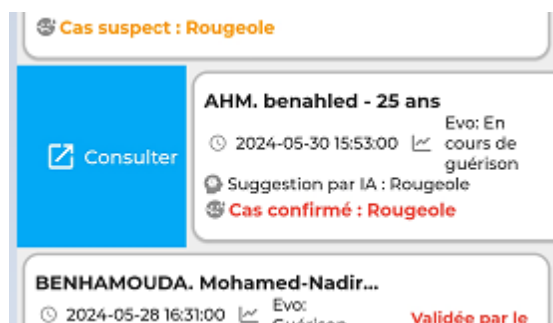 Cas suspect : Rougeole
Consulter
AHM. benahled - 25 ans
2024-05-30 15:53:00
Evo: En
cours de
guérison
Suggestion par IA : Rougeole
Cas confirmé : Rougeole
BENHAMOUDA. Mohamed-Nadir...
2024-05-28 16:31:00
Evo:
Validée par le